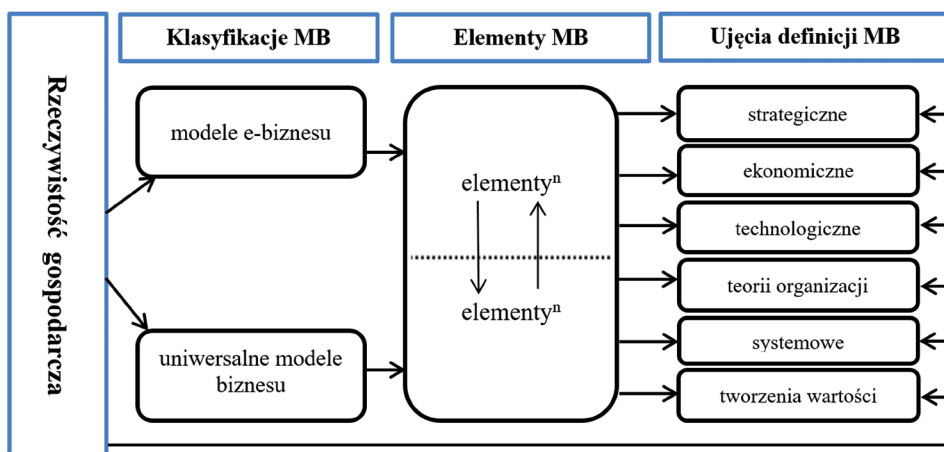 Rzeczywistość gospodarcza
Klasyfikacje MB
Elementy MB
Ujęcia definicji MB
modele e-biznesu
uniwersalne modele
biznesu
elementyⁿ
elementyⁿ
strategiczne
ekonomiczne
technologiczne
teorii organizacji
systemowe
tworzenia wartości